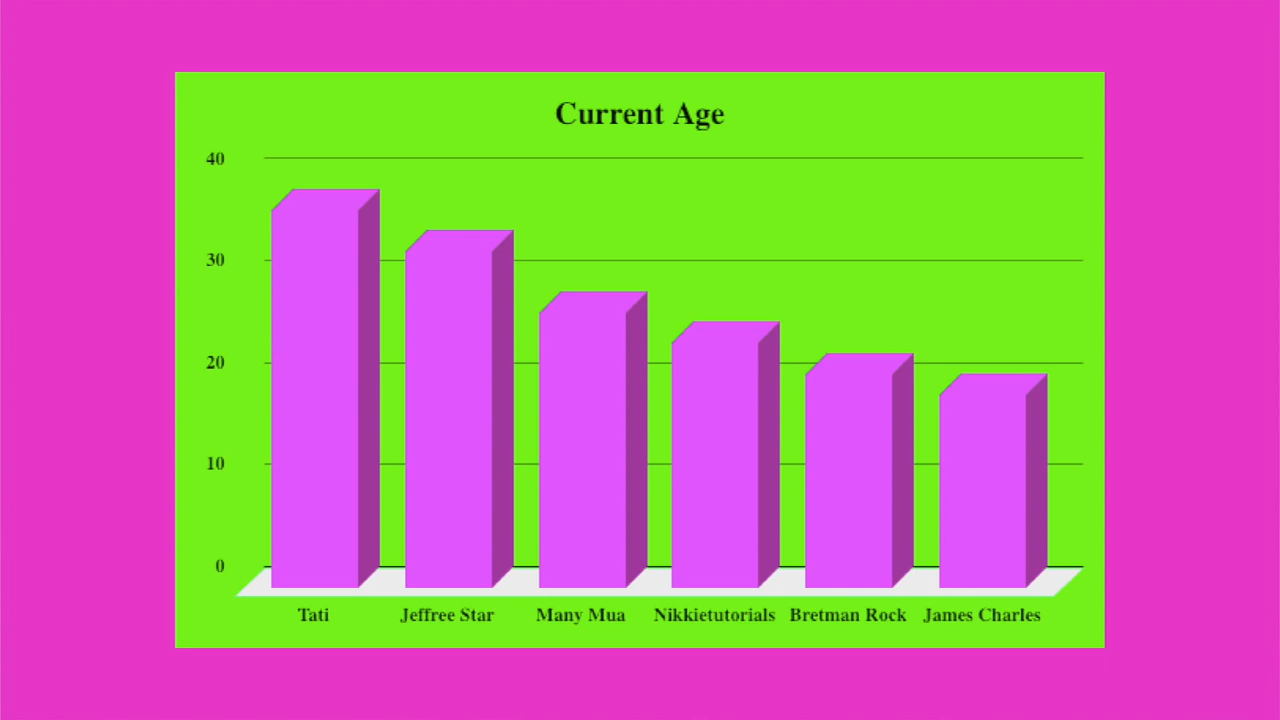 Current Age
40
30
20
10
0
Tati Jeffree Star Many Mua Nikkietutorials Bretman Rock James Charles